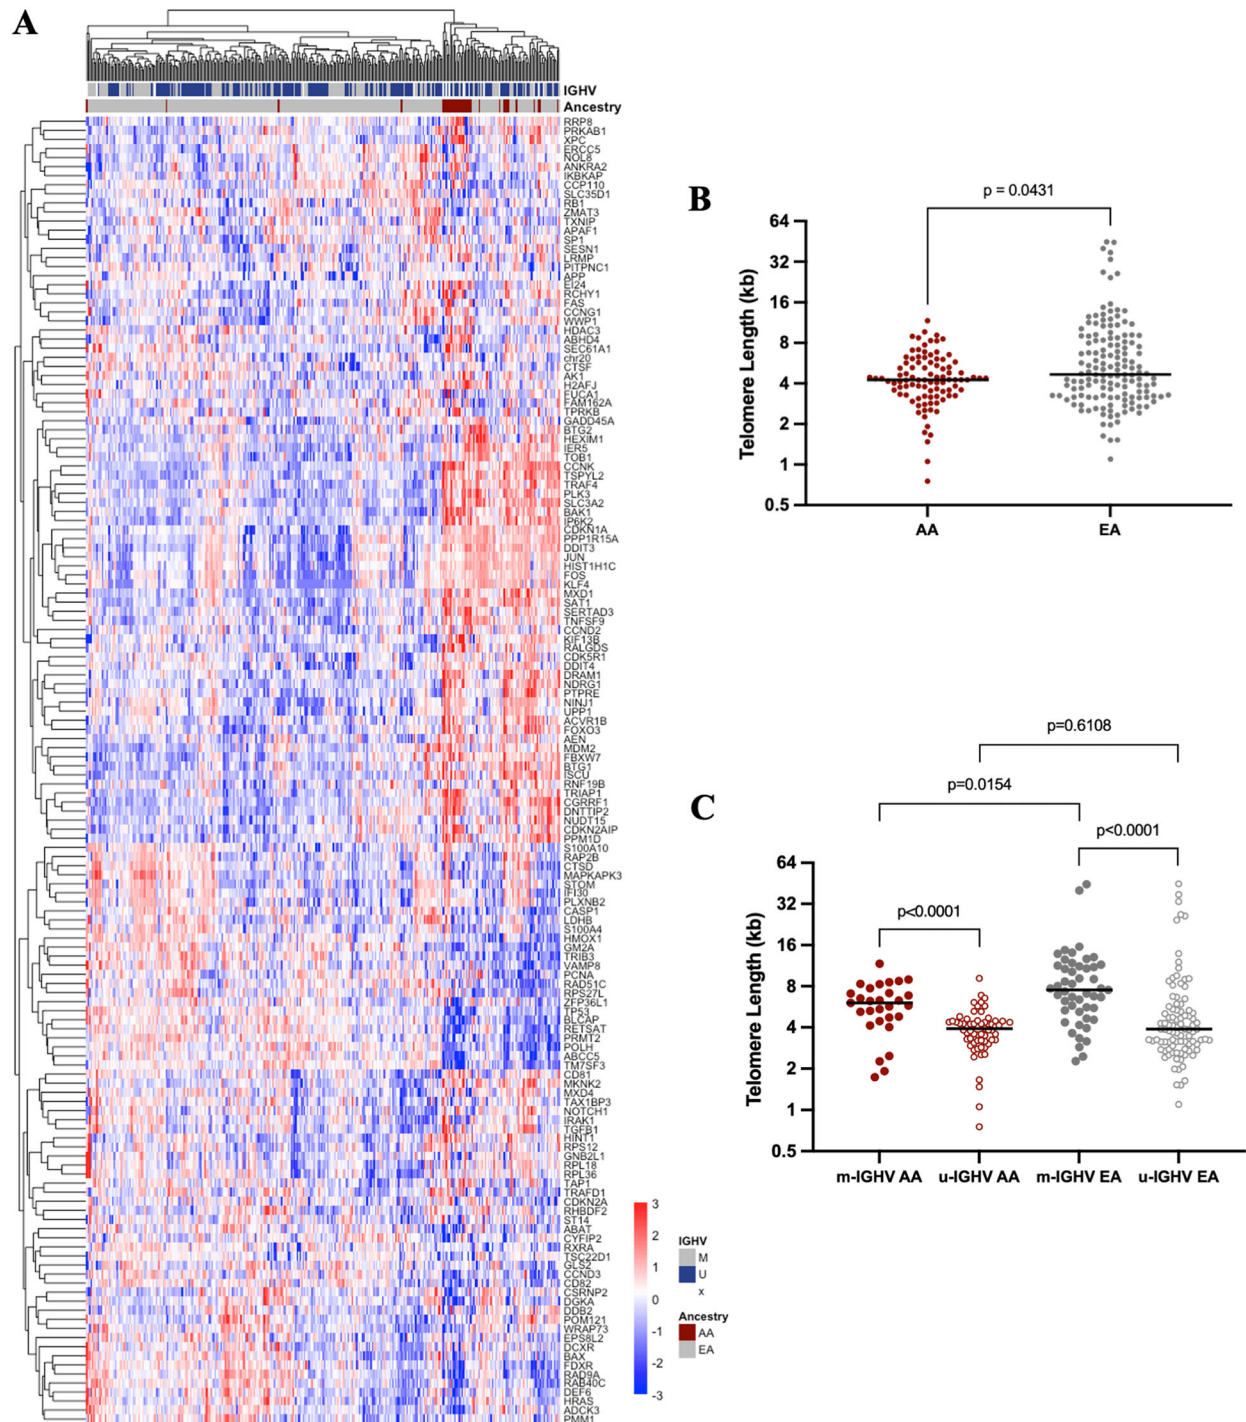 A
IGHV
Ancestry
RRP8
PRKAB1
XPC
ERCC5
NOL8
ANKRA2
IKBKAP
CCP110
SLC35D1
RB1
ZMAT3
TXNIP
APAF1
SP1
SESN1
LRMP
PITPNC1
APP
EI24
RCHY1
FAS
CCNG1
WWP1
HDAC3
ABHD4
SEC61A1
chr20
CTSF
AK1
H2AFJ
FUCA1
FAM162A
TPRKB
GADD45A
BTG2
HEXIM1
IER5
TOB1
CCNK
TSPYL2
TRAF4
PLK3
SLC3A2
BAK1
IP6K2
CDKN1A
PPP1R15A
DDIT3
JUN
HIST1H1C
FOS
KLF4
MXD1
SAT1
SERTAD3
TNFSF9
CCND2
KIF13B
RALGDS
CDK5R1
DDIT4
DRAM1
NDRG1
PTPRE
NINJ1
UPP1
ACVR1B
FOXO3
AEN
MDM2
FBXW7
BTG1
ISCU
RNF19B
TRIAP1
CGRRF1
DNTTIP2
NUDT15
CDKN2AIP
PPM1D
S100A10
RAP2B
CTSD
MAPKAPK3
STOM
IFI30
PLXNB2
CASP1
LDHB
S100A4
HMOX1
GM2A
TRIB3
VAMP8
PCNA
RAD51C
RPS27L
ZFP36L1
TP53
BLCAP
RETSAT
PRMT2
POLH
ABCC5
TM7SF3
CD81
MKNK2
MXD4
TAX1BP3
NOTCH1
IRAK1
TGFB1
HINT1
RPS12
GNB2L1
RPL18
RPL36
TAP1
TRAFD1
CDKN2A
RHBDF2
ST14
ABAT
CYFIP2
RXRA
TSC22D1
GLS2
CCND3
CD82
CSRNP2
DGKA
DDB2
POM121
WRAP73
EPS8L2
DCXR
BAX
FDXR
RAD9A
RAB40C
DEF6
HRAS
ADCK3
PMM1
3
2
1
0
-1
-2
-3
IGHV
M
U
x
Ancestry
AA
EA
B
p = 0.0431
Telomere Length (kb)
64
32
16
8
4
2
1
0.5
AA
EA
C
p=0.6108
p=0.0154
p<0.0001
p<0.0001
Telomere Length (kb)
64
32
16
8
4
2
1
0.5
m-IGHV AA
u-IGHV AA
m-IGHV EA
u-IGHV EA